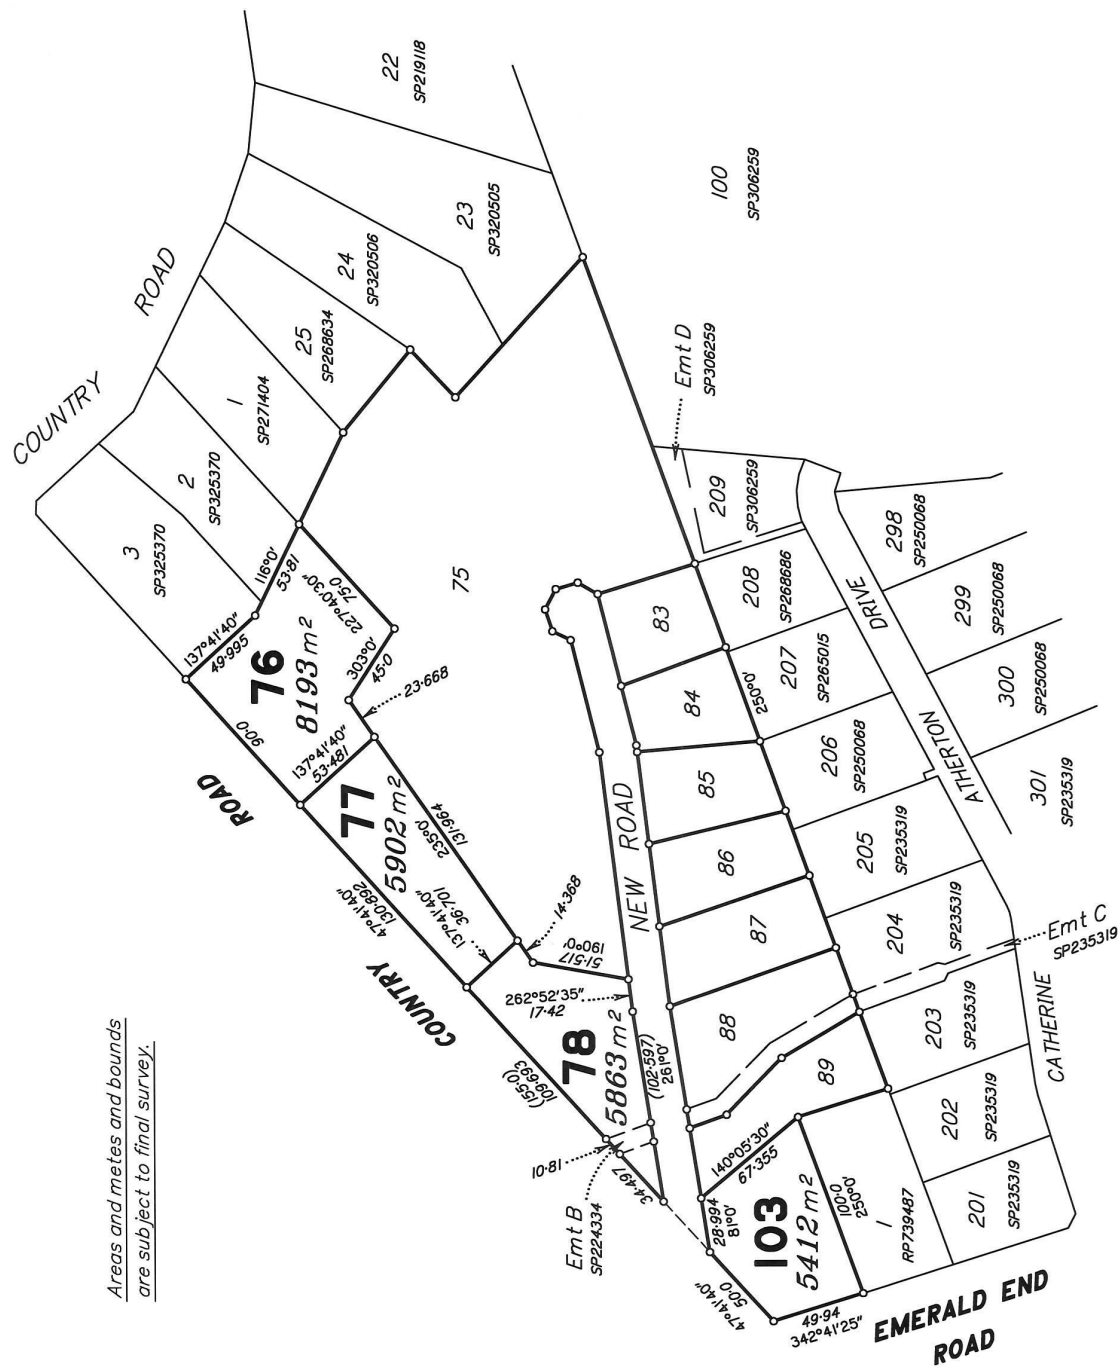 22
SP219118
100
SP306259
23
SP320505
24
SP320506
25
SP268634
COUNTRY ROAD
1
SP271404
2
SP325370
3
SP325370
Emt D
SP306259
209
SP306259
298
SP250068
208
SP268686
299
SP250068
207
SP265015
300
SP250068
206
SP250068
301
SP235319
205
SP235319
204
SP235319
Emt C
SP235319
203
SP235319
202
SP235319
201
SP235319
ATHERTON DRIVE
CATHERINE
75
83
84
85
86
87
88
89
250°0'
NEW ROAD
116°0'
53·81
137°41'40"
49·995
227°40'30"
75·0
76
8193 m²
303°0'
45·0
23·668
90·0
137°41'40"
53·481
COUNTRY ROAD
77
5902 m²
235°0'
131·964
47°41'40"
130·892
137°41'40"
36·701
14·368
190°0'
51·517
262°52'35"
17·42
78
5863 m²
(102·597)
261°0'
(155·0)
109·693
10·81
34·497
Emt B
SP224334
140°05'30"
67·355
28·994
81°0'
103
5412 m²
100·0
250°0'
47°41'40"
50·0
49·94
342°41'25"
1
RP739487
EMERALD END
ROAD
Areas and metes and bounds
are subject to final survey.